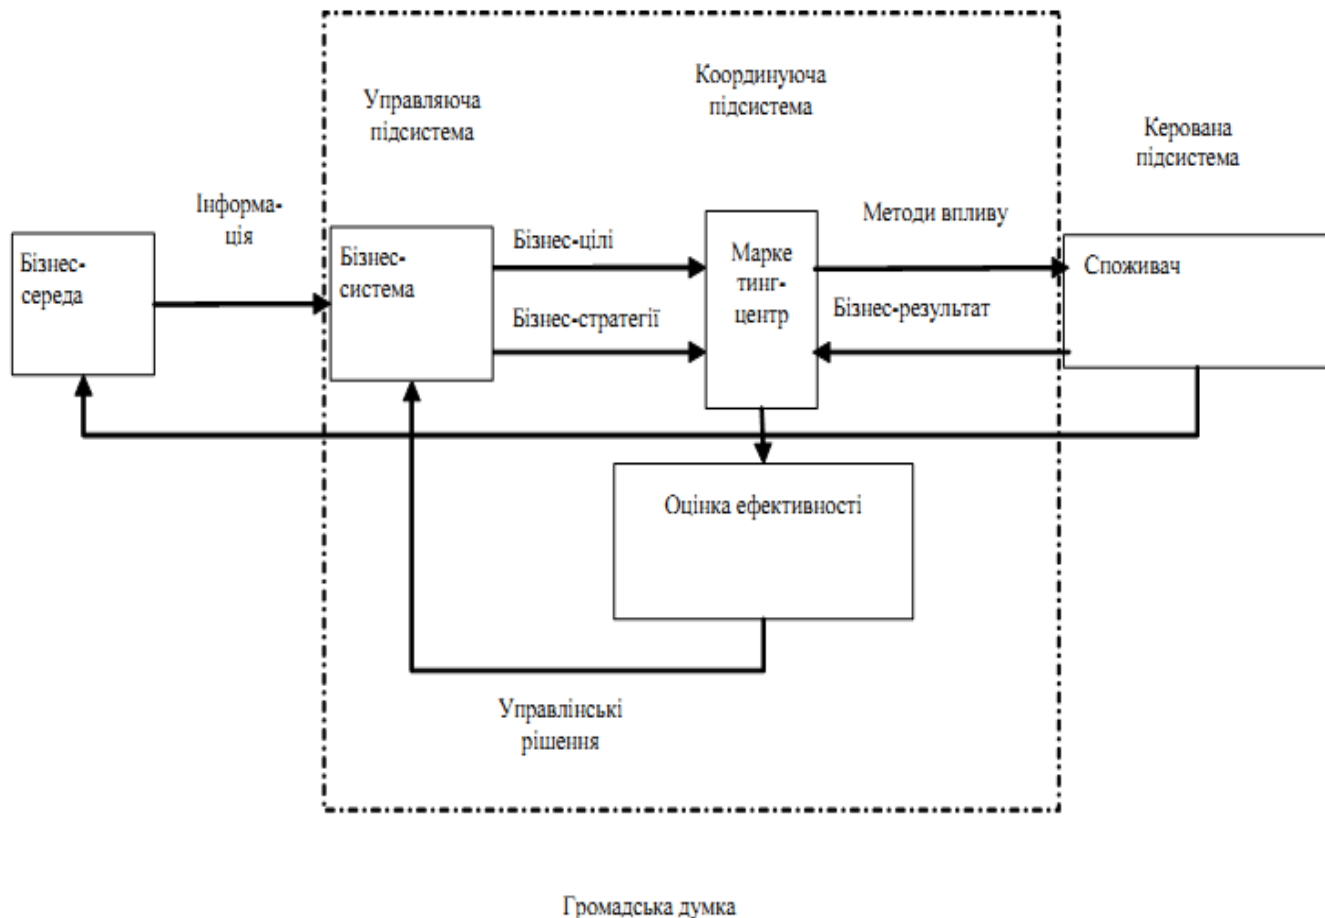 Координуюча
підсистема
Управляюча
підсистема
Керована
підсистема
Інформа-
ція
Методи впливу
Бізнес-
середа
Бізнес-
система
Бізнес-цілі
Бізнес-стратегії
Марке
тинг-
центр
Бізнес-результат
Споживач
Оцінка ефективності
Управлінські
рішення
Громадська думка